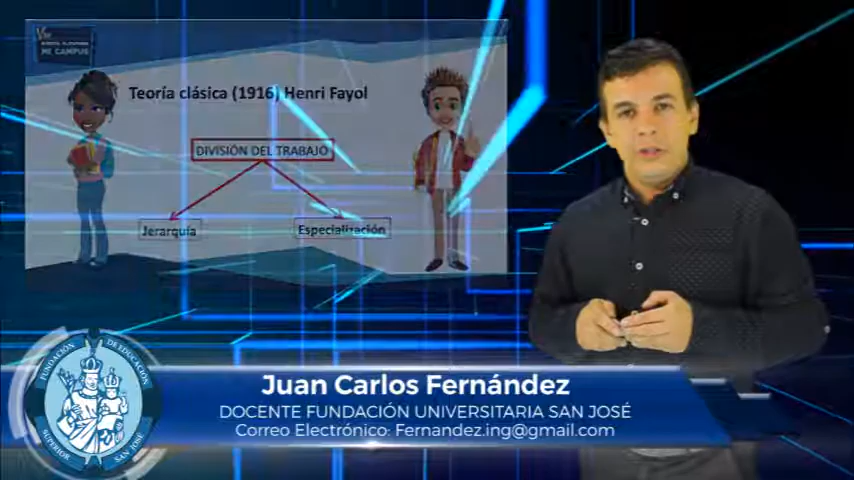 MI CAMPUS
Teoría clásica (1916) Henri Fayol
DIVISIÓN DEL TRABAJO
Jerarquía
Especialización
Juan Carlos Fernández
DOCENTE FUNDACIÓN UNIVERSITARIA SAN JOSÉ
Correo Electrónico: Fernandez.ing@gmail.com
FUNDACIÓN DE EDUCACIÓN
SUPERIOR SAN JOSÉ